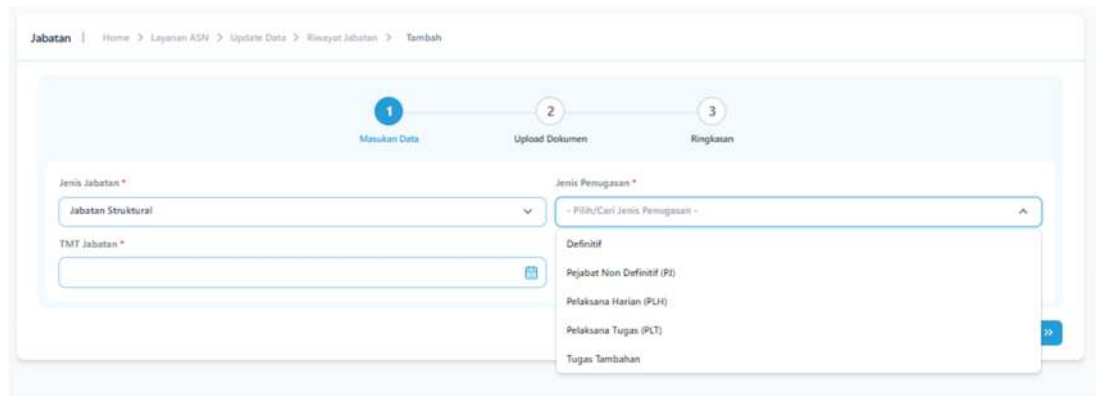 Jabatan | Home > Layanan ASN > Update Data > Riwayat Jabatan > Tambah
1 2 3
Masukan Data Upload Dokumen Ringkasan
Jenis Jabatan * Jenis Penugasan *
Jabatan Struktural - Pilih/Cari Jenis Penugasan -
TMT Jabatan * Definitif
Pejabat Non Definitif (PJ)
Pelaksana Harian (PLH)
Pelaksana Tugas (PLT)
Tugas Tambahan